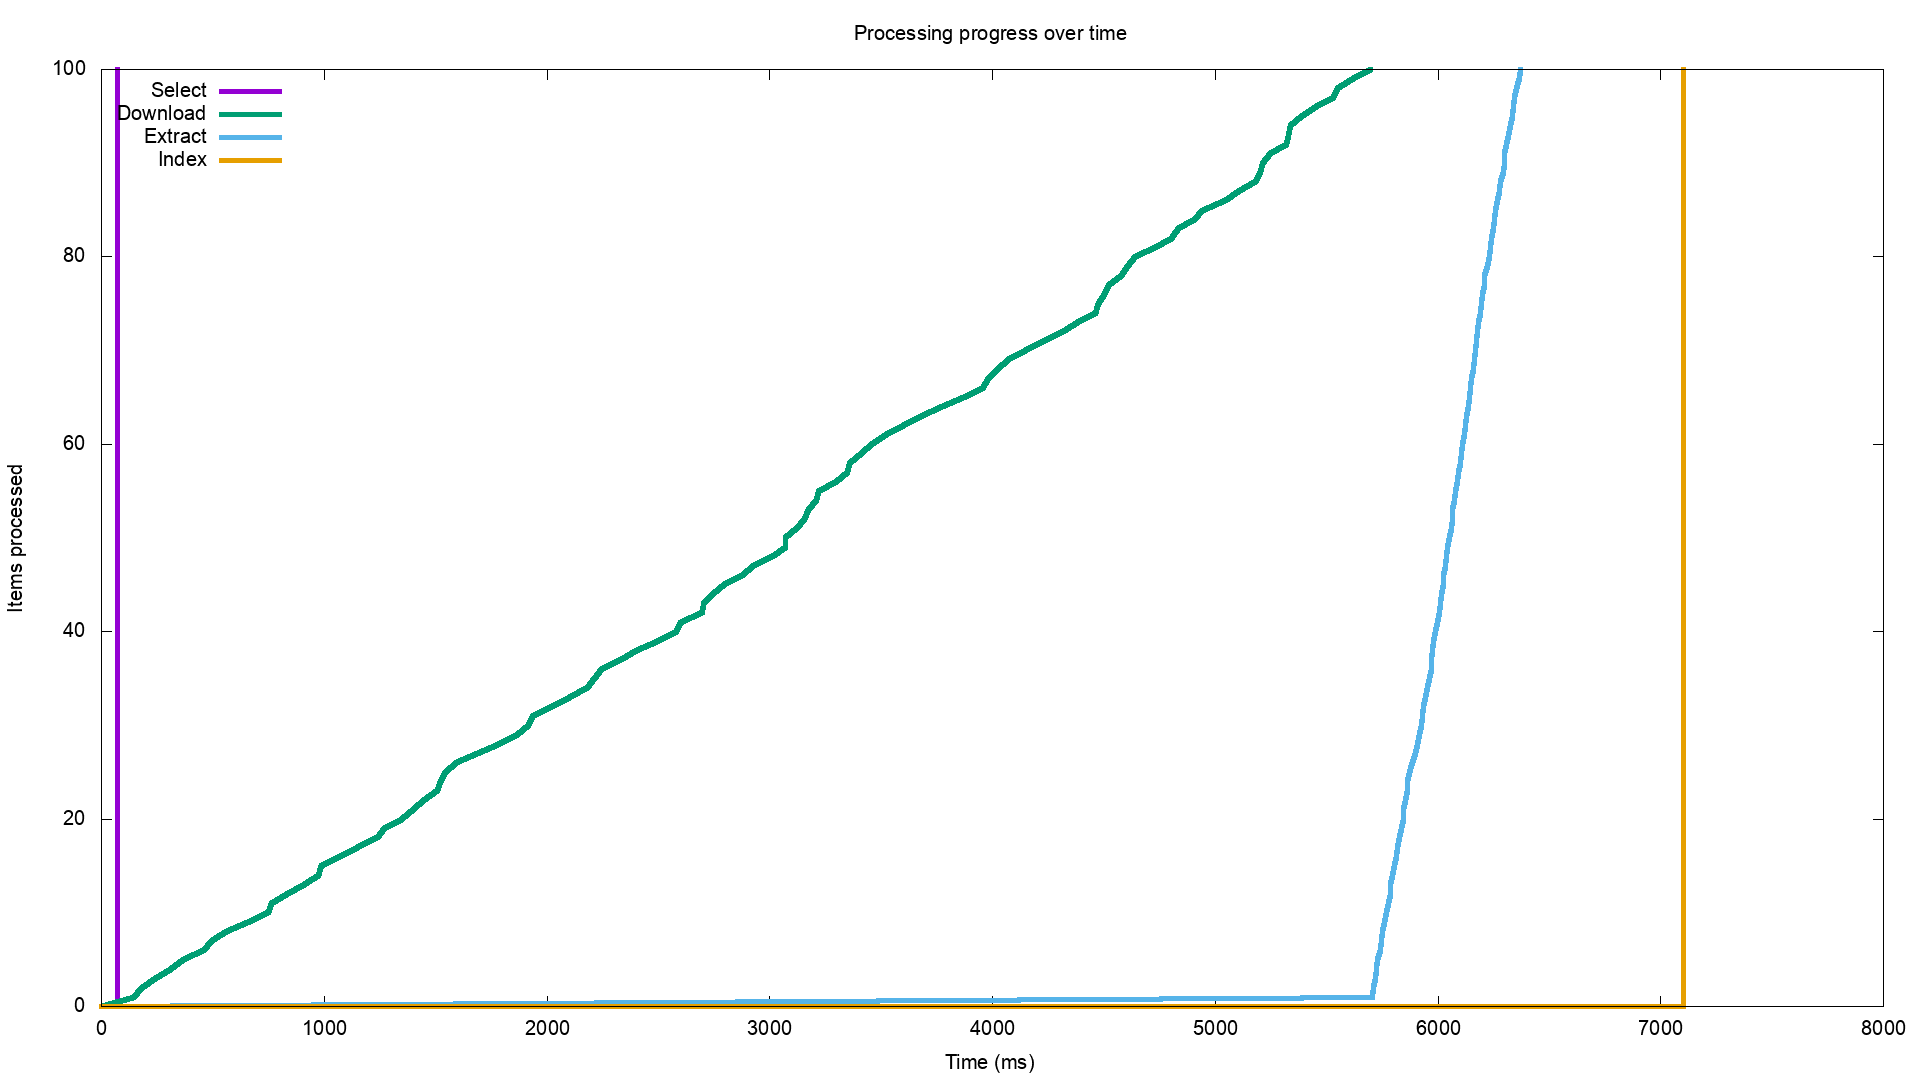 Processing progress over time
100
80
60
40
20
0
Items processed
Select
Download
Extract
Index
0 1000 2000 3000 4000 5000 6000 7000 8000
Time (ms)